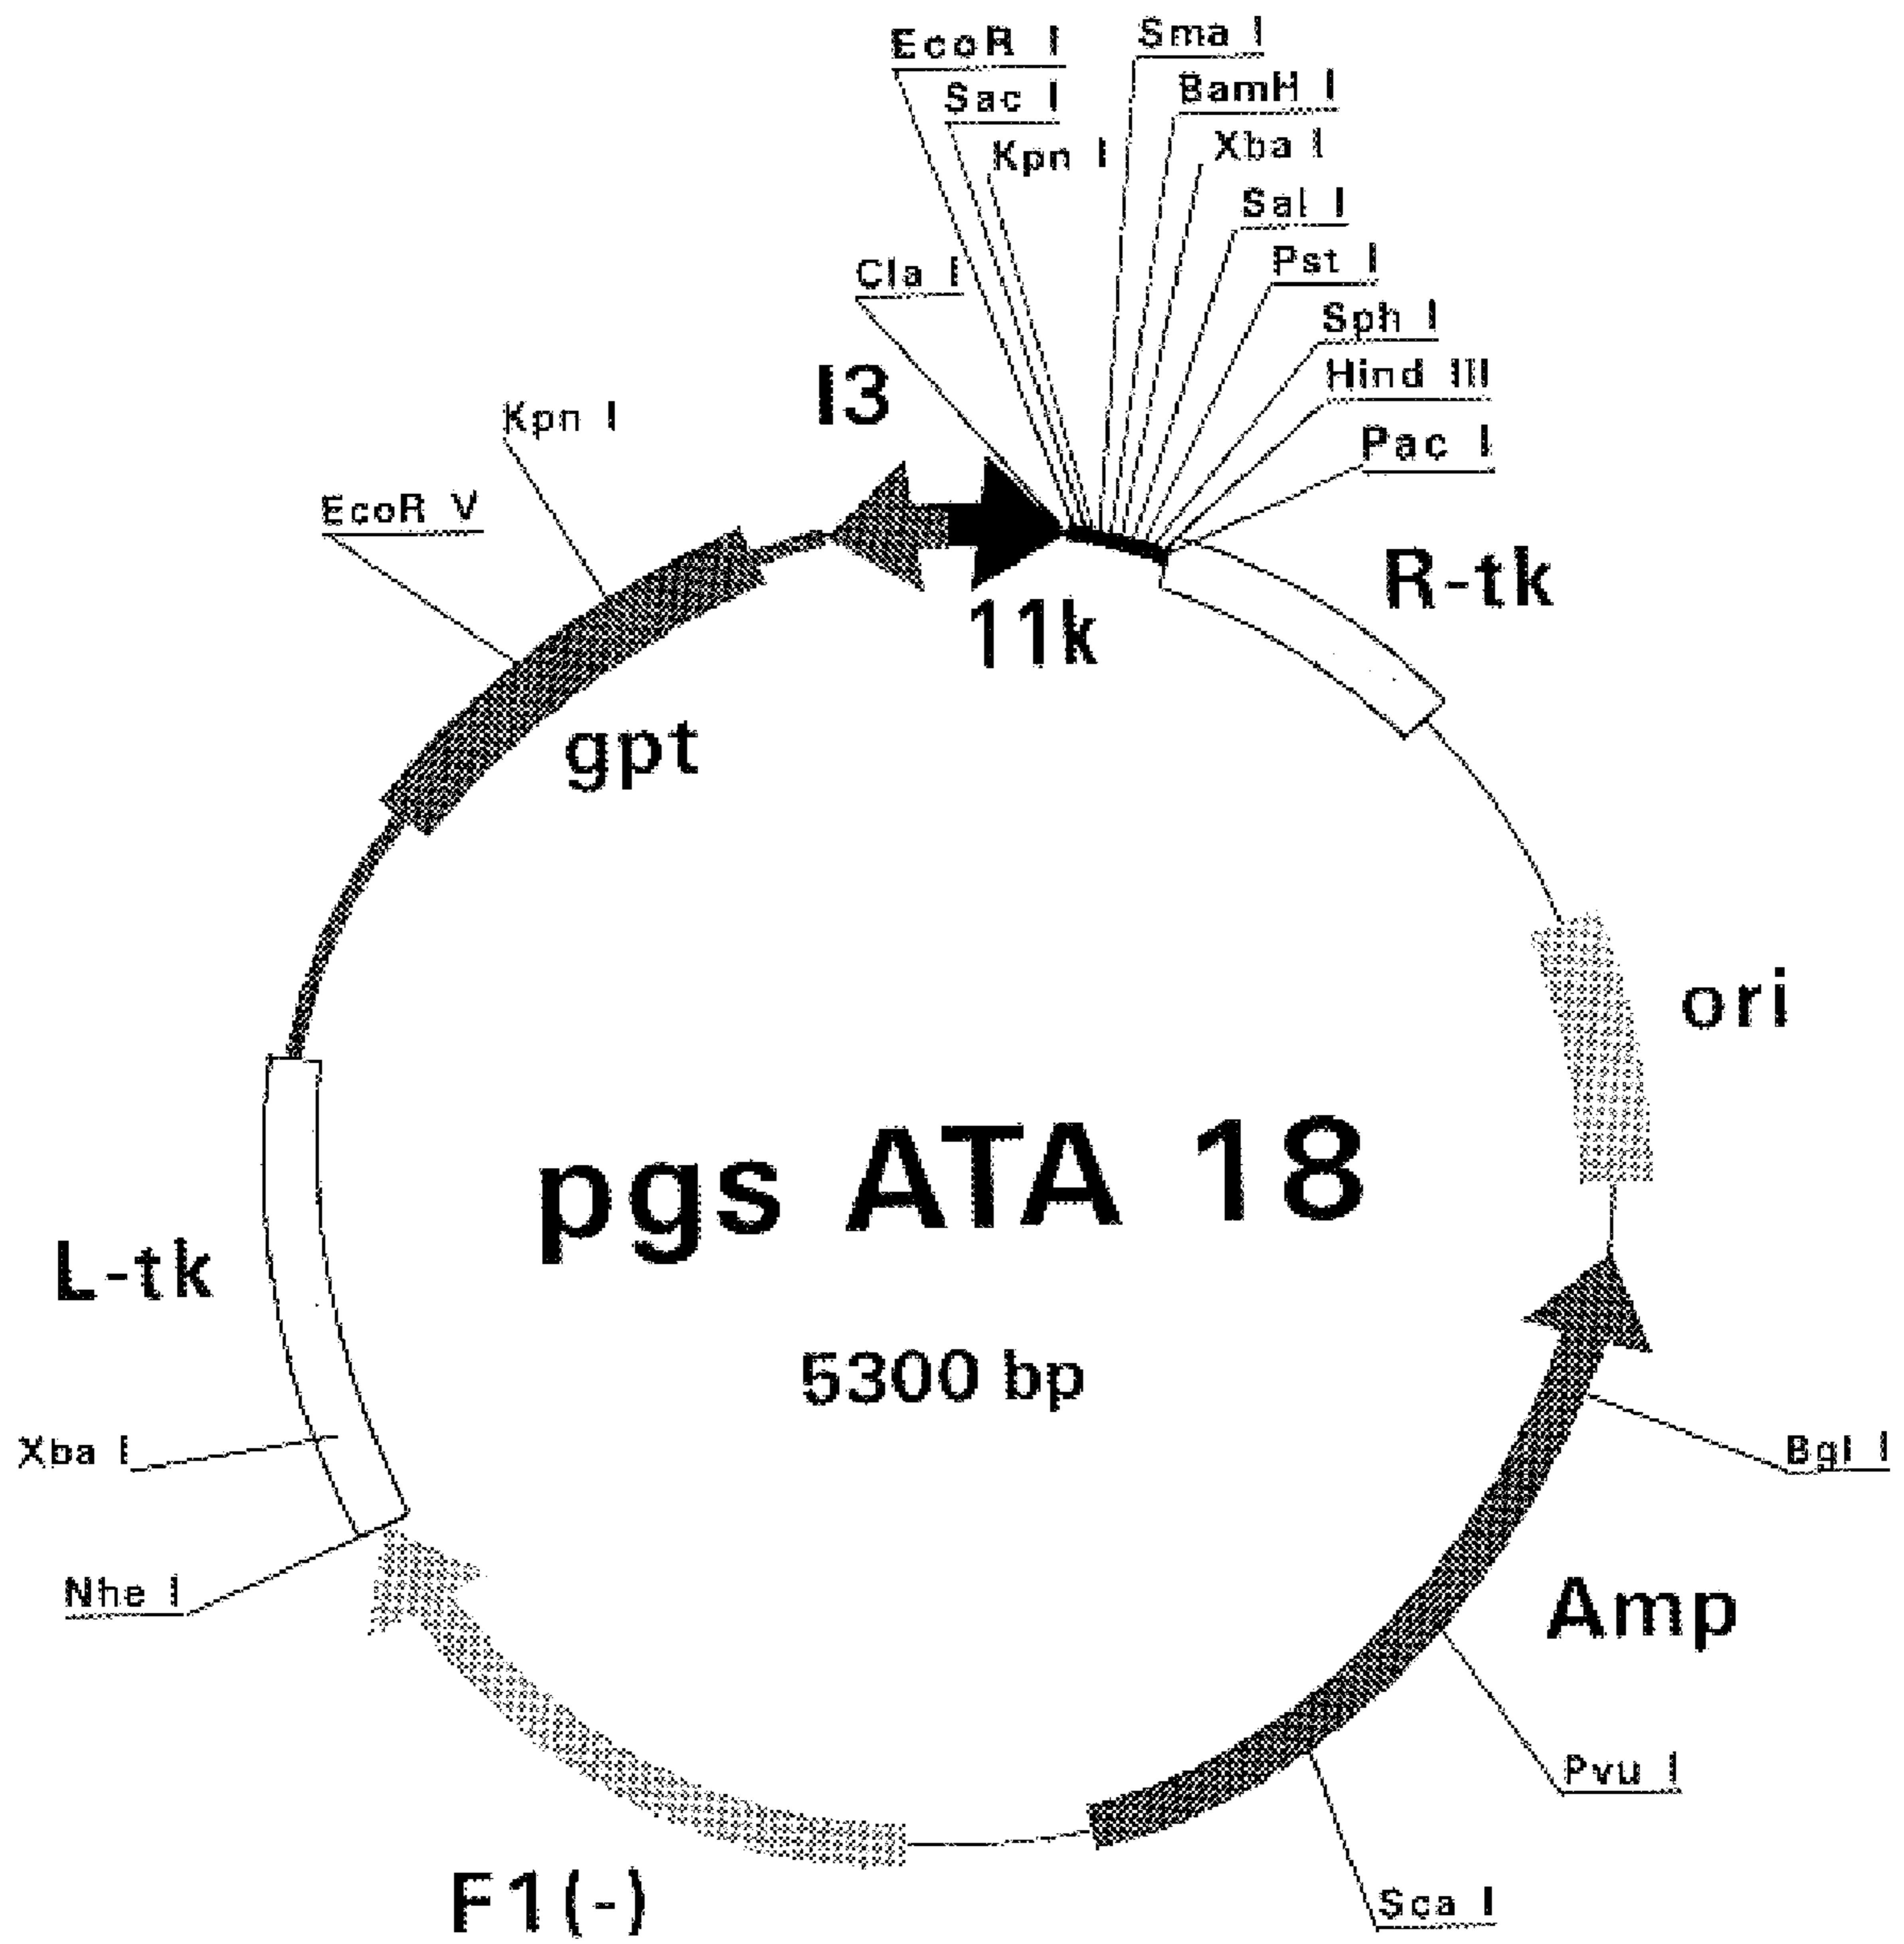 EcoR I
Sma I
Sac I
BamH I
Kpn I
Xba I
Sal I
Cla I
Pst I
Sph I
I3
Hind III
Kpn I
Pac I
EcoR V
R-tk
11k
gpt
ori
pgs ATA 18
L-tk
5300 bp
Xba I
Bgl I
Nhe I
Amp
Pvu I
F1(-)
Sca I